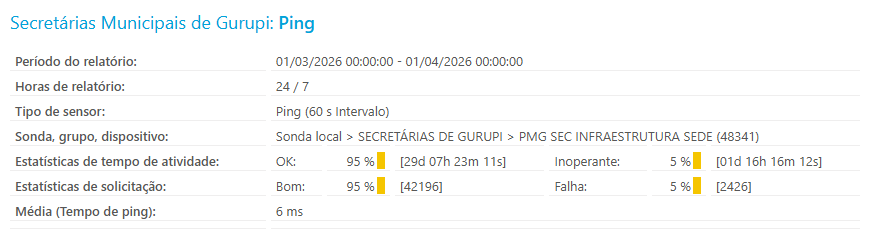 Secretárias Municipais de Gurupi: Ping
Período do relatório: 01/03/2026 00:00:00 - 01/04/2026 00:00:00
Horas de relatório: 24 / 7
Tipo de sensor: Ping (60 s Intervalo)
Sonda, grupo, dispositivo: Sonda local > SECRETÁRIAS DE GURUPI > PMG SEC INFRAESTRUTURA SEDE (48341)
Estatísticas de tempo de atividade: OK: 95 % [29d 07h 23m 11s] Inoperante: 5 % [01d 16h 16m 12s]
Estatísticas de solicitação: Bom: 95 % [42196] Falha: 5 % [2426]
Média (Tempo de ping): 6 ms